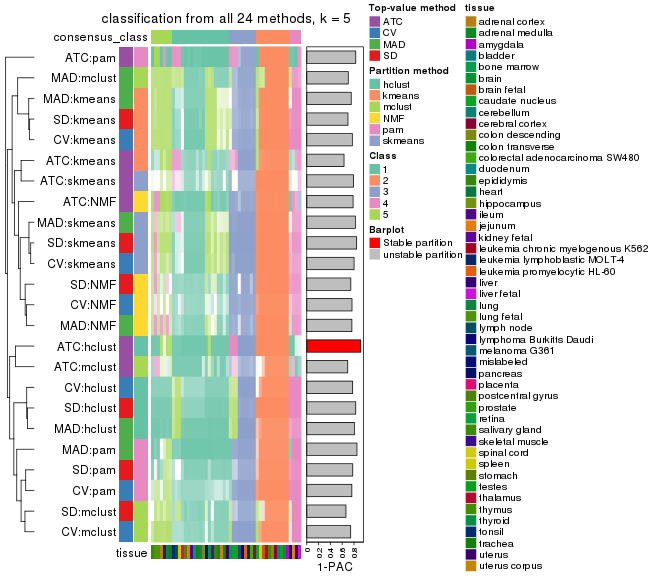 classification from all 24 methods, k = 5
consensus_class
ATC:pam
MAD:mclust
MAD:kmeans
SD:kmeans
CV:kmeans
ATC:kmeans
ATC:skmeans
ATC:NMF
MAD:skmeans
SD:skmeans
CV:skmeans
SD:NMF
CV:NMF
MAD:NMF
ATC:hclust
ATC:mclust
CV:hclust
SD:hclust
MAD:hclust
MAD:pam
SD:pam
CV:pam
SD:mclust
CV:mclust
tissue
0
0.2
0.4
0.6
0.8
1-PAC
Top-value method
ATC
CV
MAD
SD
Partition method
hclust
kmeans
mclust
NMF
pam
skmeans
Class
1
2
3
4
5
Barplot
Stable partition
unstable partition
tissue
adrenal cortex
adrenal medulla
amygdala
bladder
bone marrow
brain
brain fetal
caudate nucleus
cerebellum
cerebral cortex
colon descending
colon transverse
colorectal adenocarcinoma SW480
duodenum
epididymis
heart
hippocampus
ileum
jejunum
kidney fetal
leukemia chronic myelogenous K562
leukemia lymphoblastic MOLT-4
leukemia promyelocytic HL-60
liver
liver fetal
lung
lung fetal
lymph node
lymphoma Burkitts Daudi
melanoma G361
mislabeled
pancreas
placenta
postcentral gyrus
prostate
retina
salivary gland
skeletal muscle
spinal cord
spleen
stomach
testes
thalamus
thymus
thyroid
tonsil
trachea
uterus
uterus corpus